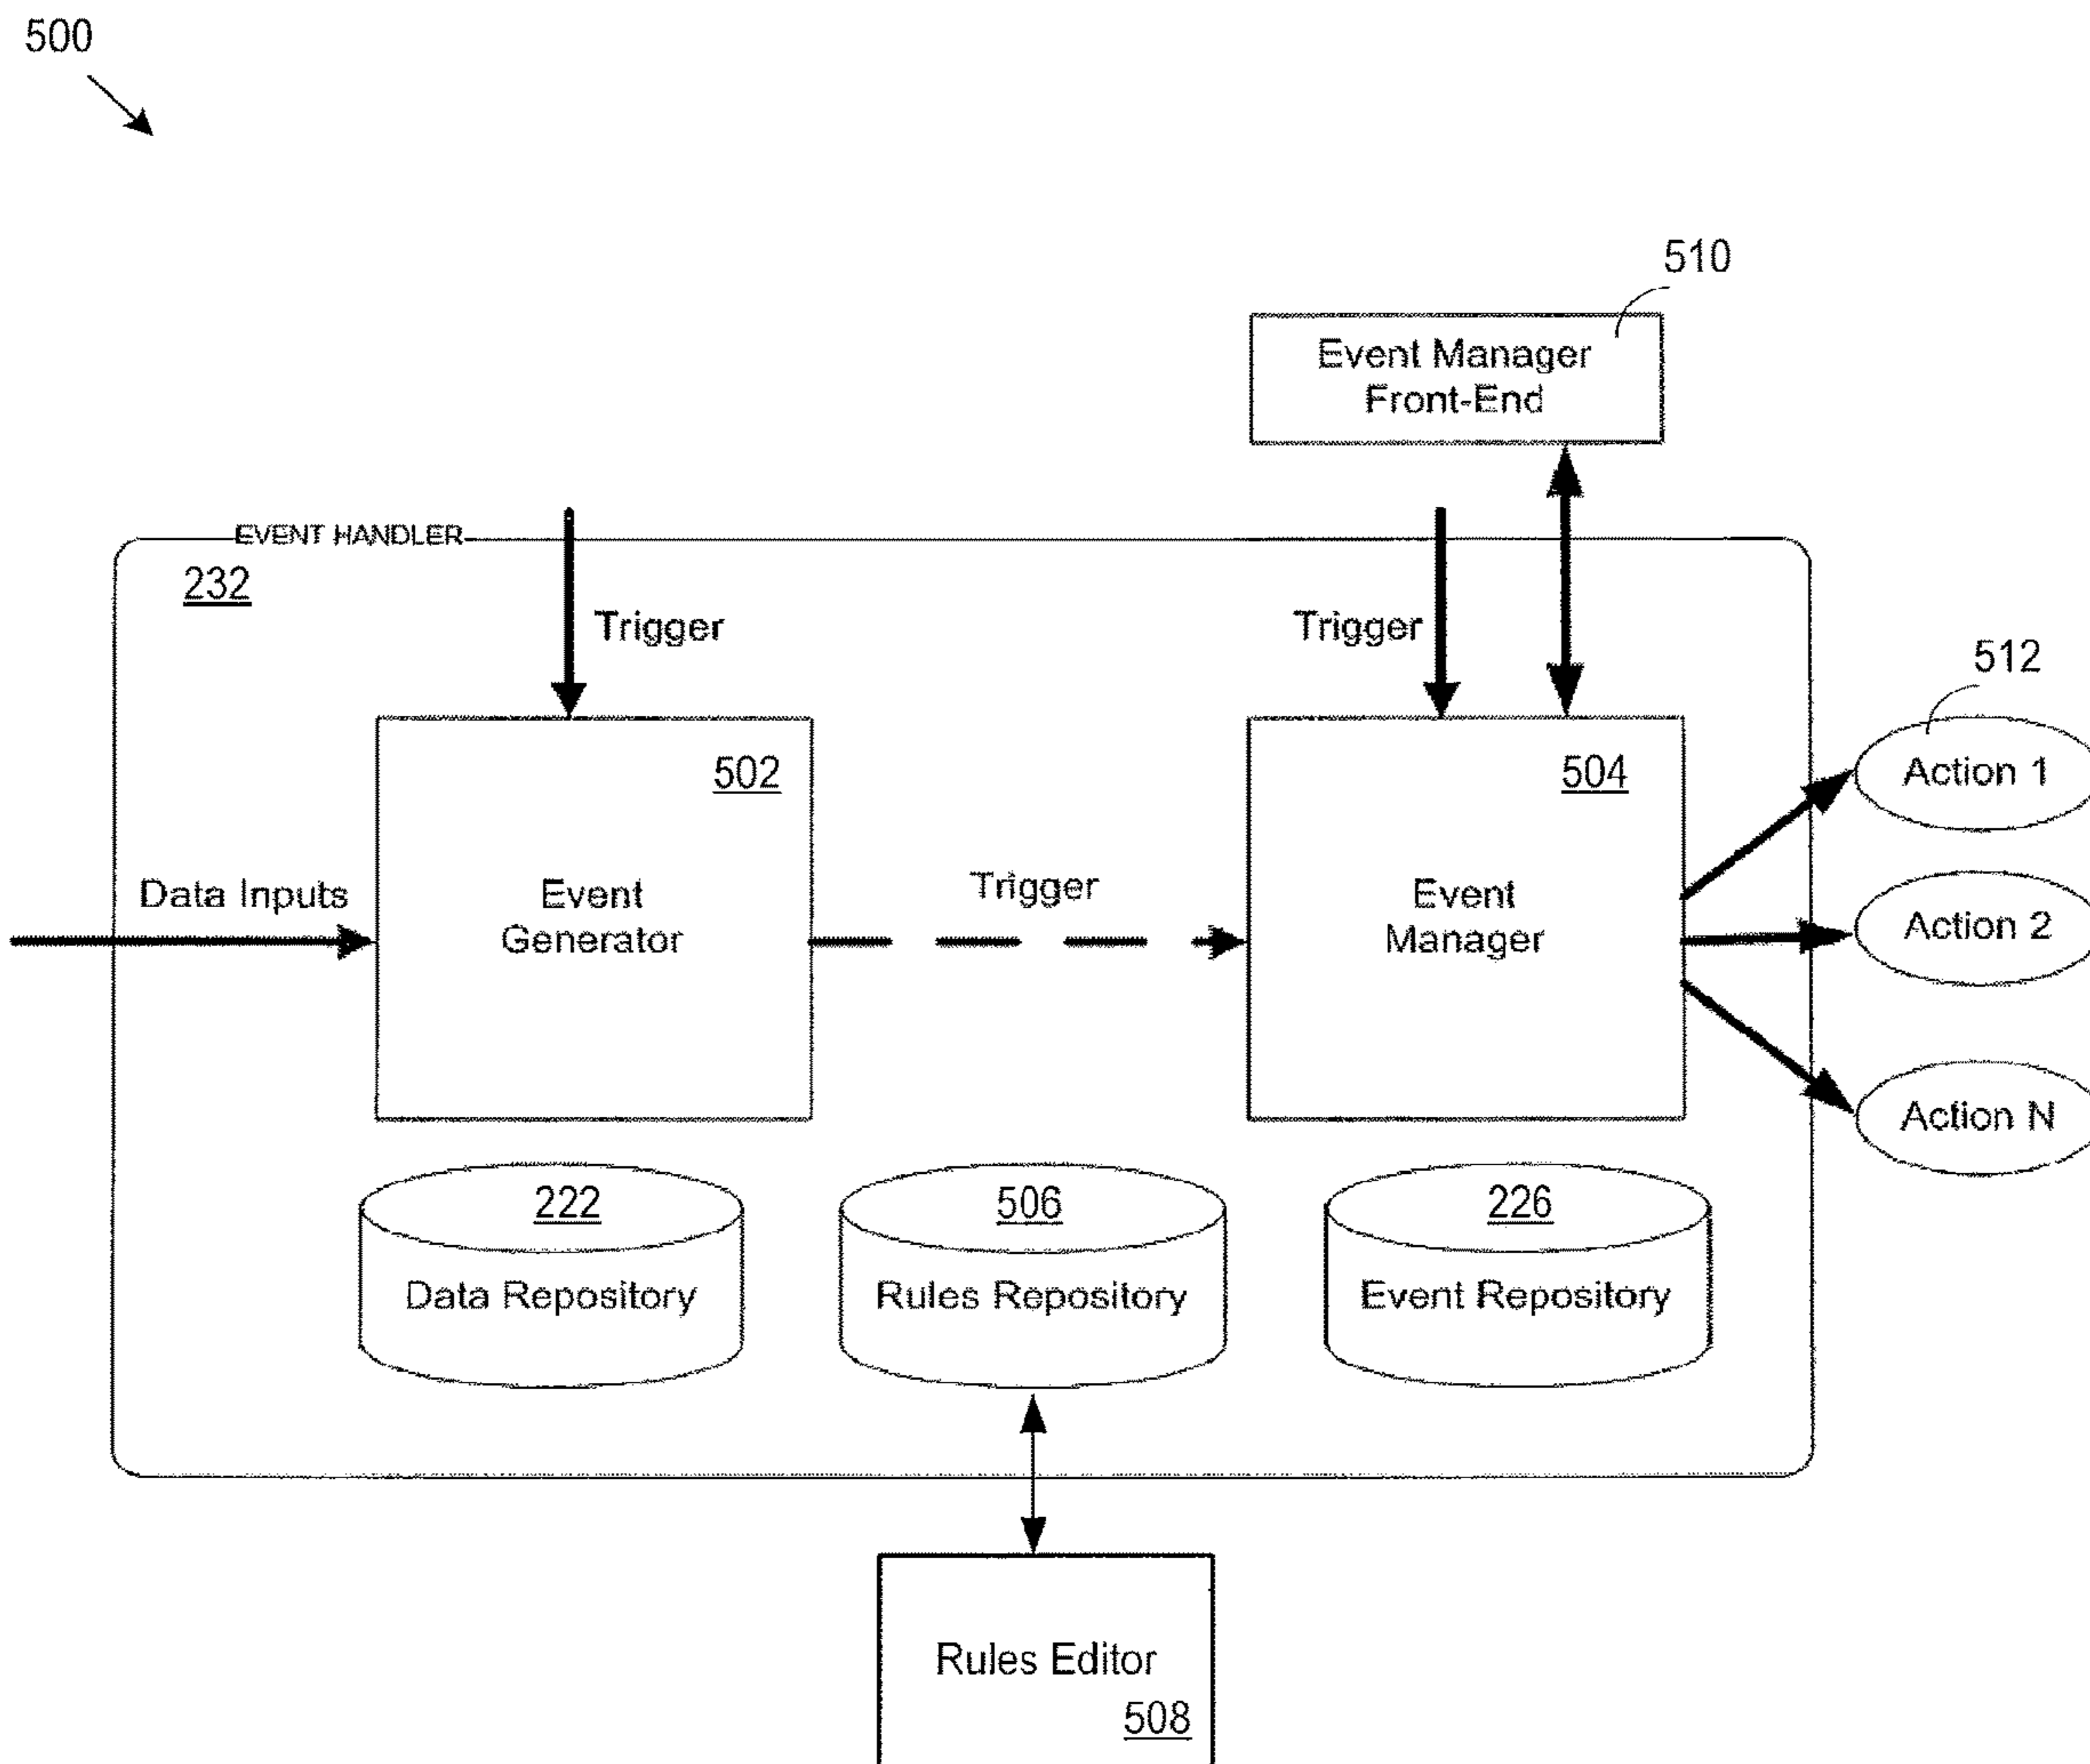 500
510
Event Manager
Front-End
EVENT HANDLER
232
Trigger
Trigger
512
502
504
Action 1
Data Inputs
Event
Generator
Trigger
Event
Manager
Action 2
Action N
222
506
226
Data Repository
Rules Repository
Event Repository
Rules Editor
508